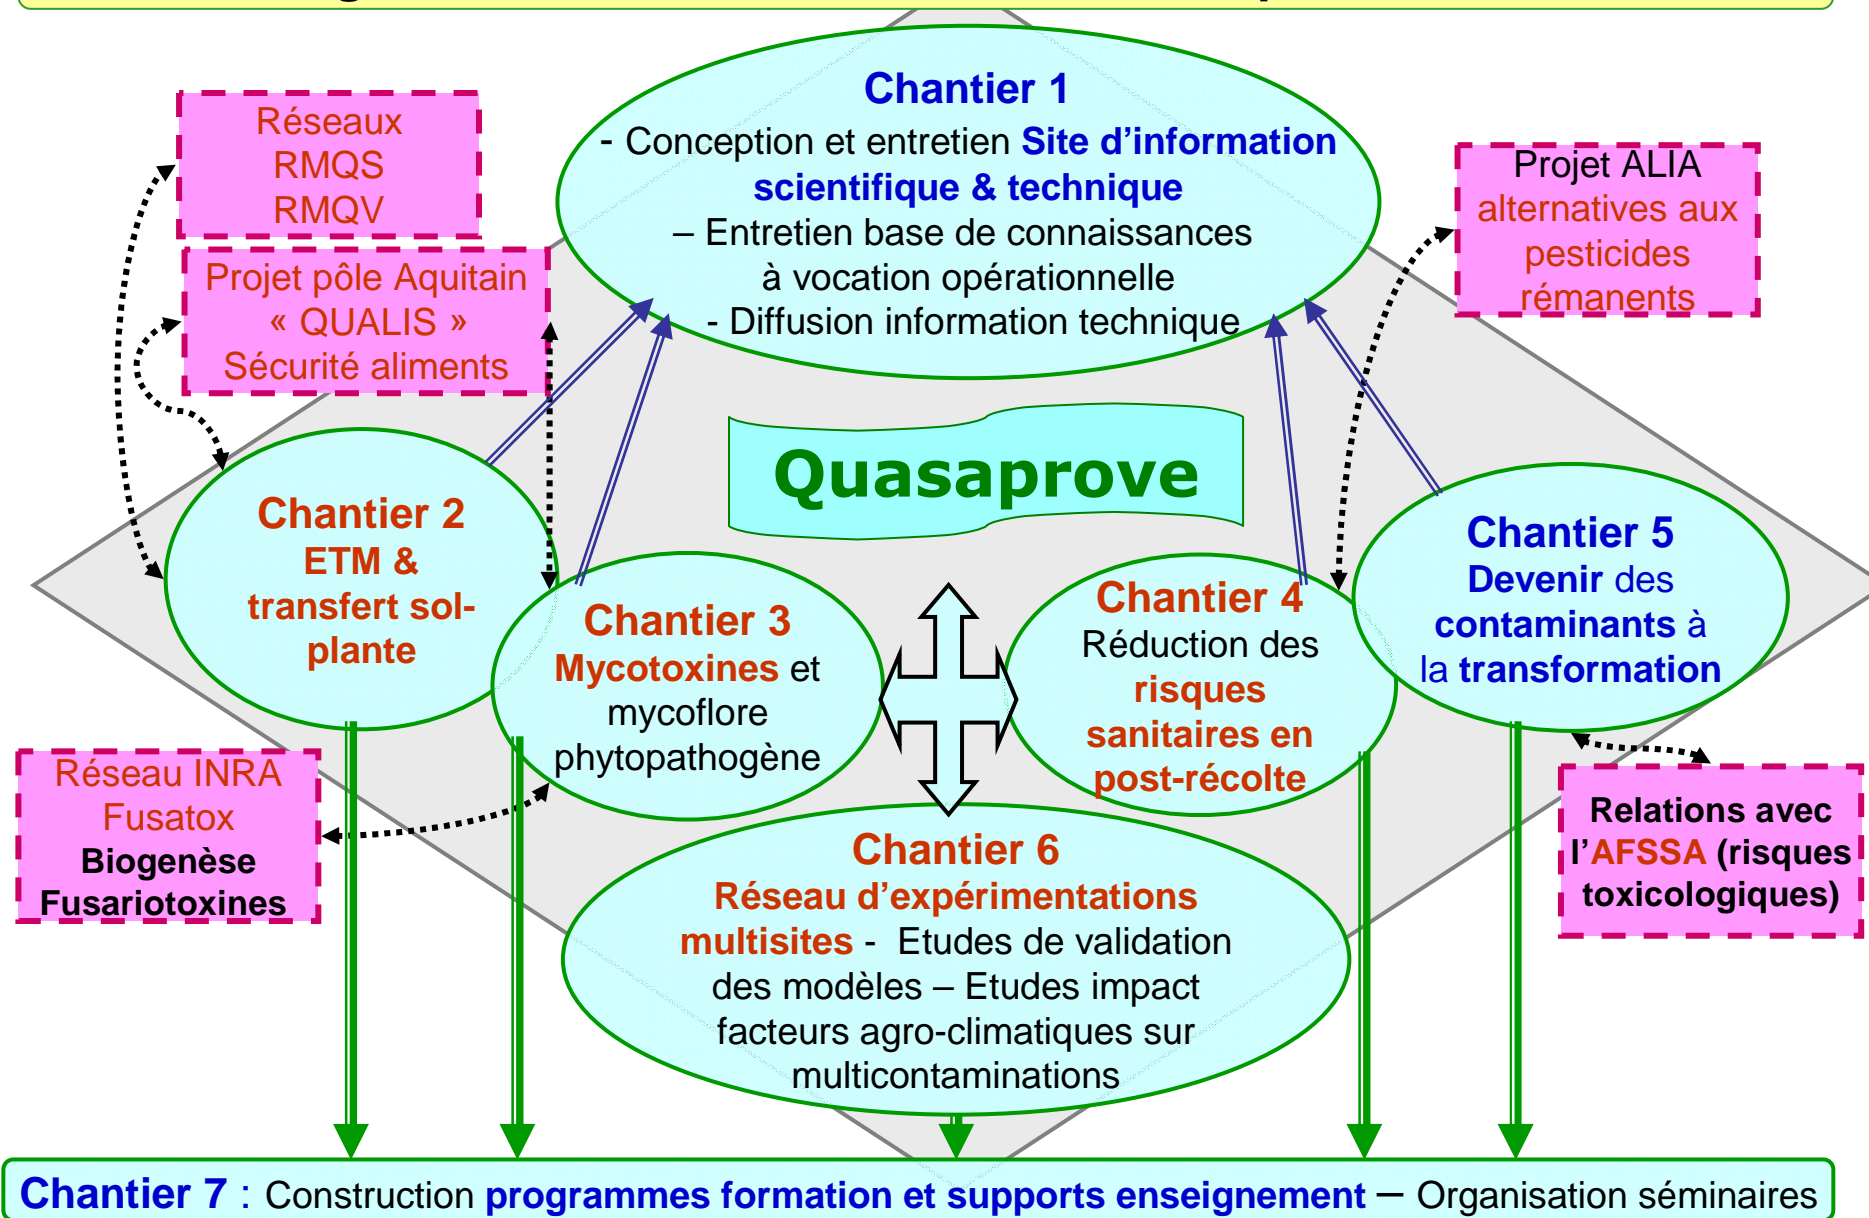 Chantier 1
- Conception et entretien Site d’information
scientifique & technique
– Entretien base de connaissances
à vocation opérationnelle
- Diffusion information technique
Réseaux
RMQS
RMQV
Projet pôle Aquitain
« QUALIS »
Sécurité aliments
Projet ALIA
alternatives aux
pesticides
rémanents
Quasaprove
Chantier 2
ETM &
transfert sol-
plante
Chantier 3
Mycotoxines et
mycoflore
phytopathogène
Chantier 4
Réduction des
risques
sanitaires en
post-récolte
Chantier 5
Devenir des
contaminants à
la transformation
Réseau INRA
Fusatox
Biogenèse
Fusariotoxines
Relations avec
l’AFSSA (risques
toxicologiques)
Chantier 6
Réseau d’expérimentations
multisites - Etudes de validation
des modèles – Etudes impact
facteurs agro-climatiques sur
multicontaminations
Chantier 7 : Construction programmes formation et supports enseignement – Organisation séminaires